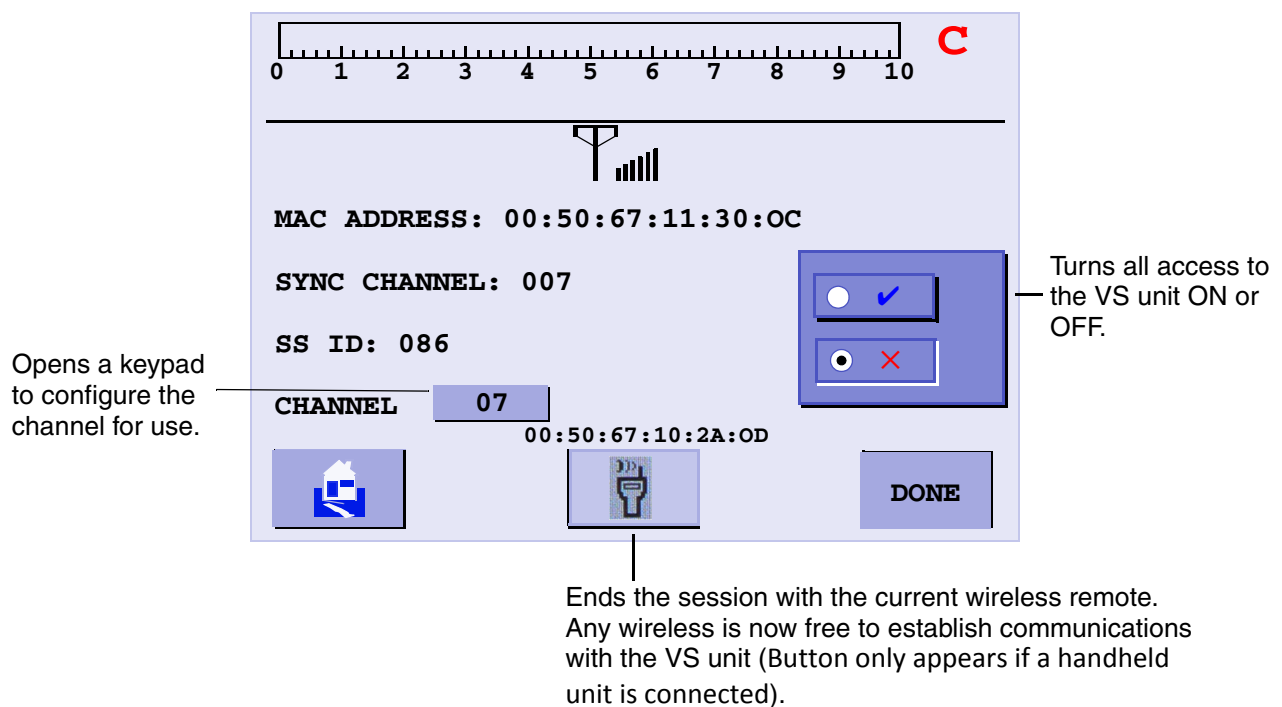 C
0 1 2 3 4 5 6 7 8 9 10
MAC ADDRESS: 00:50:67:11:30:OC
SYNC CHANNEL: 007
SS ID: 086
CHANNEL 07
00:50:67:10:2A:OD
DONE
Turns all access to
the VS unit ON or
OFF.
Opens a keypad
to configure the
channel for use.
Ends the session with the current wireless remote.
Any wireless is now free to establish communications
with the VS unit (Button only appears if a handheld
unit is connected).